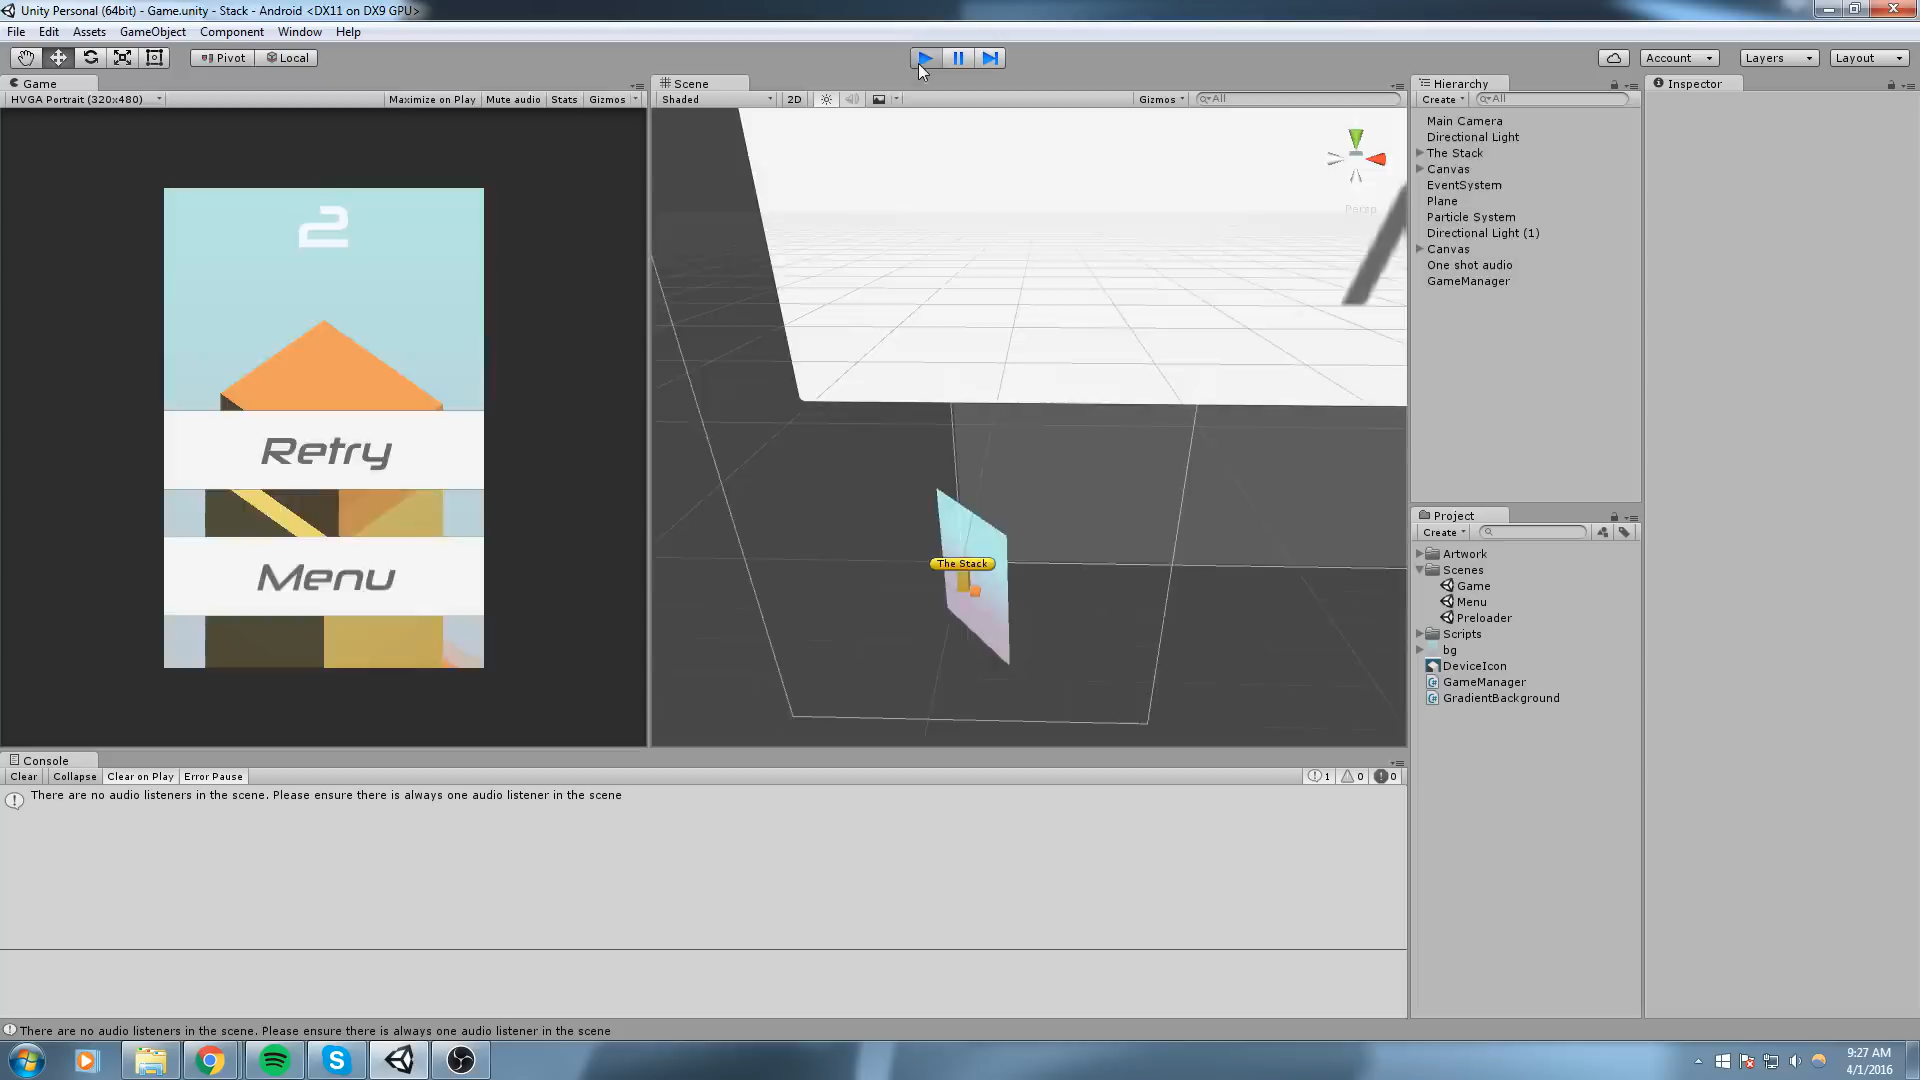 Unity Personal (64bit) - Game.unity - Stack - Android <DX11 on DX9 GPU>
File Edit Assets GameObject Component Window Help
Pivot Local Account Layers Layout
Game
HVGA Portrait (320x480) Maximize on Play Mute audio Stats Gizmos
2
Retry
Menu
Scene
Shaded 2D Gizmos All
Persp
The Stack
Hierarchy
Create All
Main Camera
Directional Light
The Stack
Canvas
EventSystem
Plane
Particle System
Directional Light (1)
Canvas
One shot audio
GameManager
Project
Create
Artwork
Scenes
Game
Menu
Preloader
Scripts
bg
DeviceIcon
GameManager
GradientBackground
Inspector
Console
Clear Collapse Clear on Play Error Pause 1 0 0
There are no audio listeners in the scene. Please ensure there is always one audio listener in the scene
There are no audio listeners in the scene. Please ensure there is always one audio listener in the scene
9:27 AM
4/1/2016